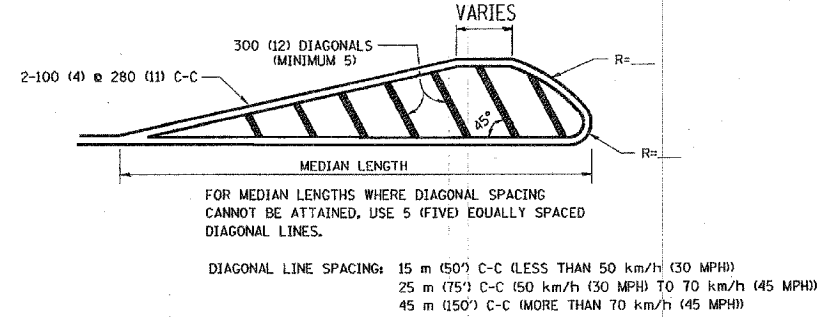 VARIES
300 (12) DIAGONALS
(MINIMUM 5)
R=
2-100 (4) @ 280 (11) C-C
45°
R=
MEDIAN LENGTH
FOR MEDIAN LENGTHS WHERE DIAGONAL SPACING
CANNOT BE ATTAINED, USE 5 (FIVE) EQUALLY SPACED
DIAGONAL LINES.
DIAGONAL LINE SPACING: 15 m (50') C-C (LESS THAN 50 km/h (30 MPH))
25 m (75') C-C (50 km/h (30 MPH) TO 70 km/h (45 MPH))
45 m (150') C-C (MORE THAN 70 km/h (45 MPH))